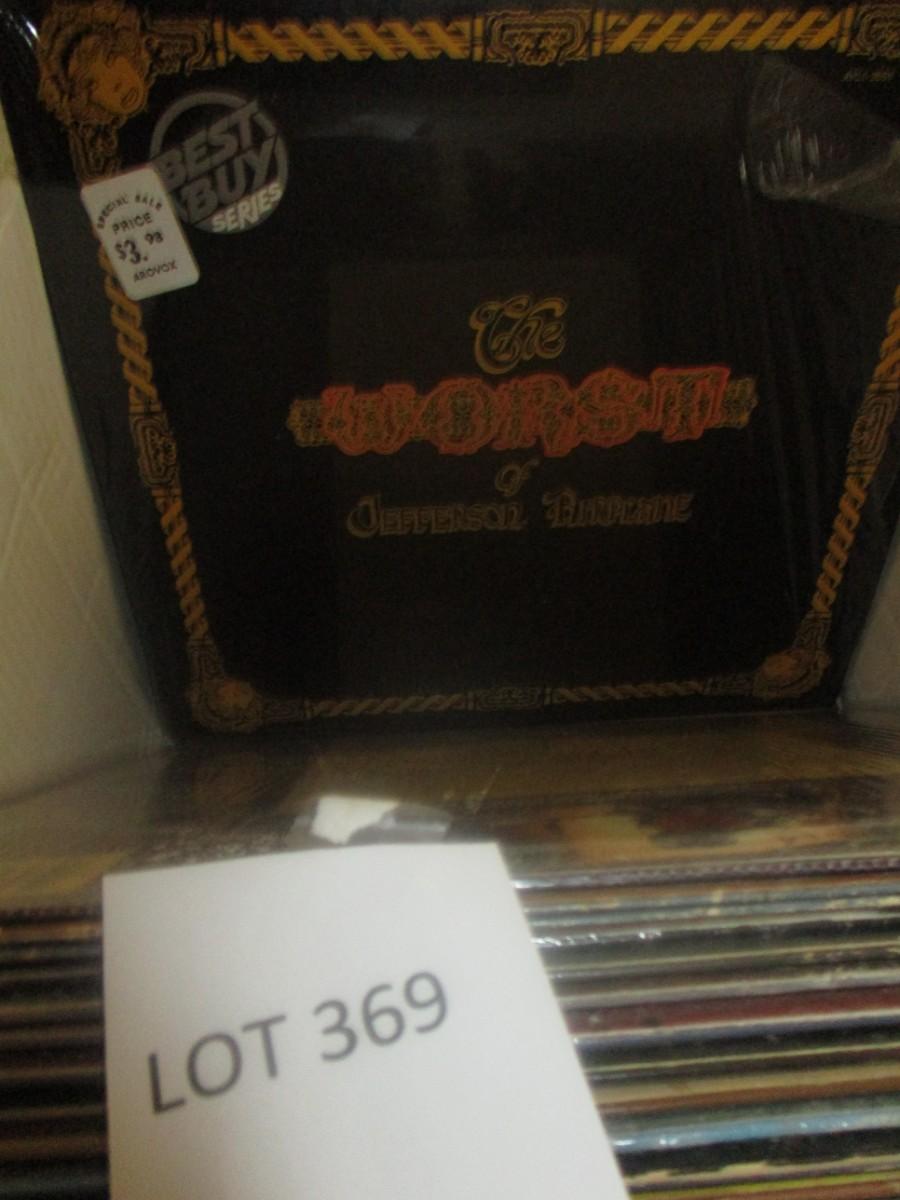 BEST
BUY
SERIES
SPECIAL SALE
PRICE
$3.98
AROVOX
The
WORST
of
JEFFERSON AIRPLANE
LOT 369